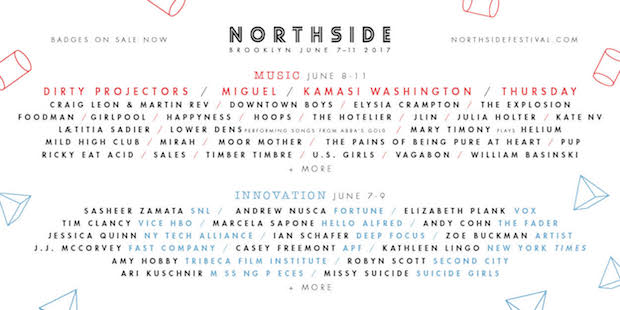 BADGES ON SALE NOW
NORTHSIDE
BROOKLYN JUNE 7-11 2017
NORTHSIDEFESTIVAL.COM
MUSIC JUNE 8-11
DIRTY PROJECTORS / MIGUEL / KAMASI WASHINGTON / THURSDAY
CRAIG LEON & MARTIN REV / DOWNTOWN BOYS / ELYSIA CRAMPTON / THE EXPLOSION
FOODMAN / GIRLPOOL / HAPPYNESS / HOOPS / THE HOTELIER / JLIN / JULIA HOLTER / KATE NV
LÆTITIA SADIER / LOWER DENS PERFORMING SONGS FROM ABBA'S GOLD / MARY TIMONY PLAYS HELIUM
MILD HIGH CLUB / MIRAH / MOOR MOTHER / THE PAINS OF BEING PURE AT HEART / PUP
RICKY EAT ACID / SALES / TIMBER TIMBRE / U.S. GIRLS / VAGABON / WILLIAM BASINSKI
+ MORE
INNOVATION JUNE 7-9
SASHEER ZAMATA SNL / ANDREW NUSCA FORTUNE / ELIZABETH PLANK VOX
TIM CLANCY VICE HBO / MARCELA SAPONE HELLO ALFRED / ANDY COHN THE FADER
JESSICA QUINN NY TECH ALLIANCE / IAN SCHAFER DEEP FOCUS / ZOE BUCKMAN ARTIST
J.J. MCCORVEY FAST COMPANY / CASEY FREEMONT APF / KATHLEEN LINGO NEW YORK TIMES
AMY HOBBY TRIBECA FILM INSTITUTE / ROBYN SCOTT SECOND CITY
ARI KUSCHNIR M SS NG P ECES / MISSY SUICIDE SUICIDE GIRLS
+ MORE